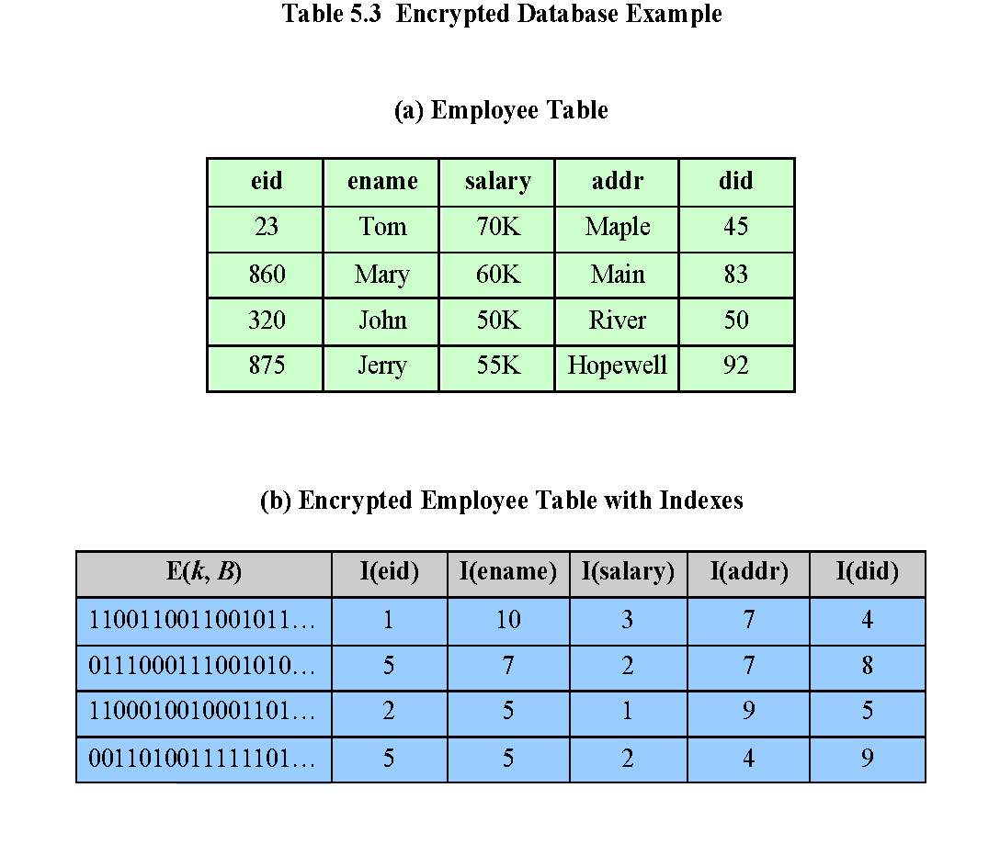 Table 5.3 Encrypted Database Example
(a) Employee Table
eid ename salary addr did
23 Tom 70K Maple 45
860 Mary 60K Main 83
320 John 50K River 50
875 Jerry 55K Hopewell 92
(b) Encrypted Employee Table with Indexes
E(k, B) I(eid) I(ename) I(salary) I(addr) I(did)
1100110011001011… 1 10 3 7 4
0111000111001010… 5 7 2 7 8
1100010010001101… 2 5 1 9 5
0011010011111101… 5 5 2 4 9